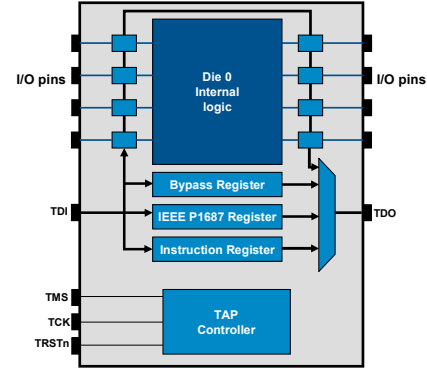 Die 0
Internal
logic
I/O pins
I/O pins
Bypass Register
TDI
IEEE P1687 Register
TDO
Instruction Register
TMS
TCK
TRSTn
TAP
Controller